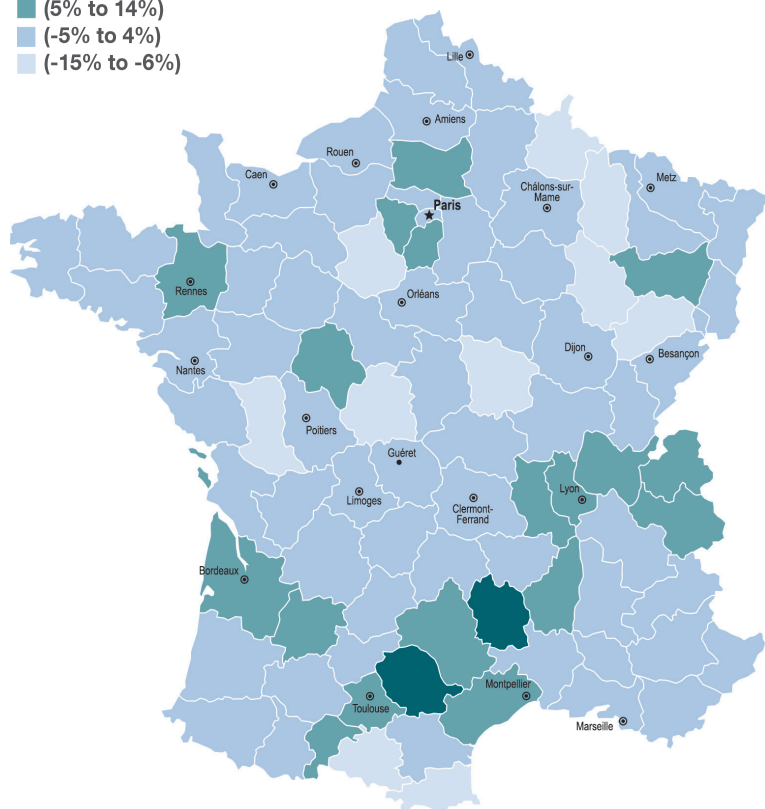 (5% to 14%)
(-5% to 4%)
(-15% to -6%)
Lille
Amiens
Rouen
Caen
Metz
Châlons-sur-
Mame
Paris
Rennes
Orléans
Dijon
Besançon
Nantes
Poitiers
Guéret
Limoges
Clermont-
Ferrand
Lyon
Bordeaux
Montpellier
Toulouse
Marseille